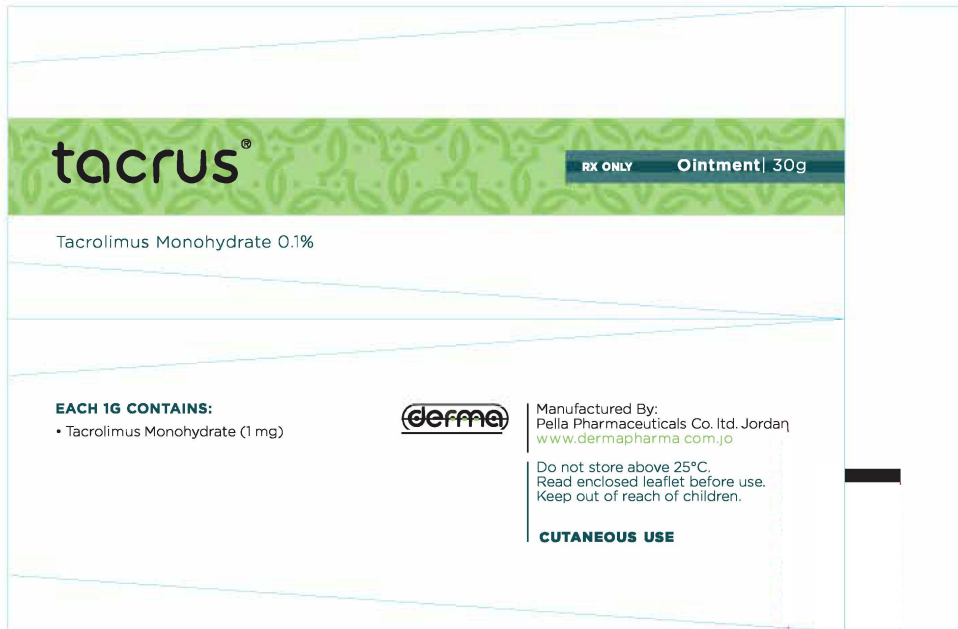 tacrus®
RX ONLY Ointment| 30g
Tacrolimus Monohydrate 0.1%
EACH 1G CONTAINS:
• Tacrolimus Monohydrate (1 mg)
derma
Manufactured By:
Pella Pharmaceuticals Co. ltd. Jordan
www.dermapharma com.jo
Do not store above 25°C.
Read enclosed leaflet before use.
Keep out of reach of children.
CUTANEOUS USE